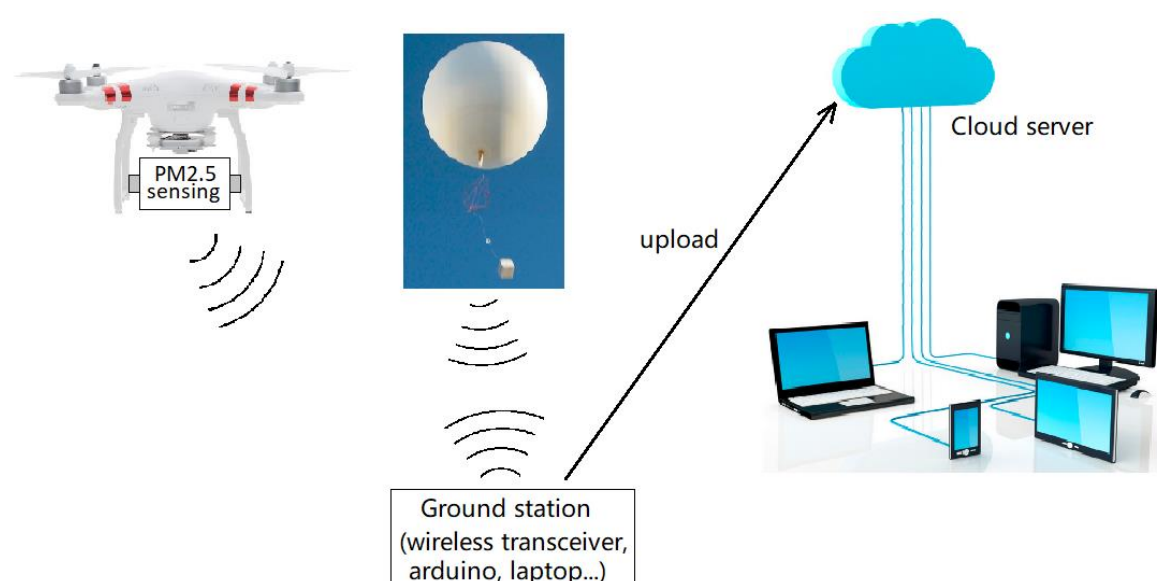 PM2.5
sensing
upload
Cloud server
Ground station
(wireless transceiver,
arduino, laptop...)